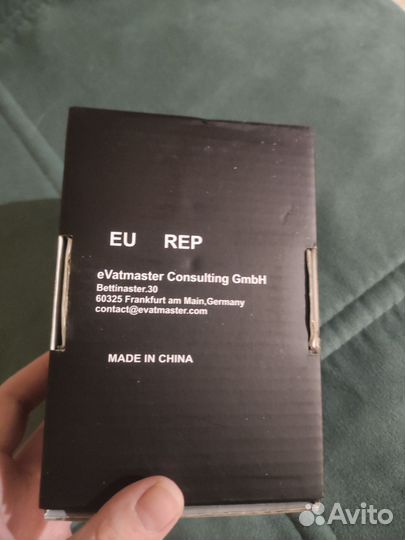 EU REP
eVatmaster Consulting GmbH
Bettinaster.30
60325 Frankfurt am Main,Germany
contact@evatmaster.com
MADE IN CHINA
Avito